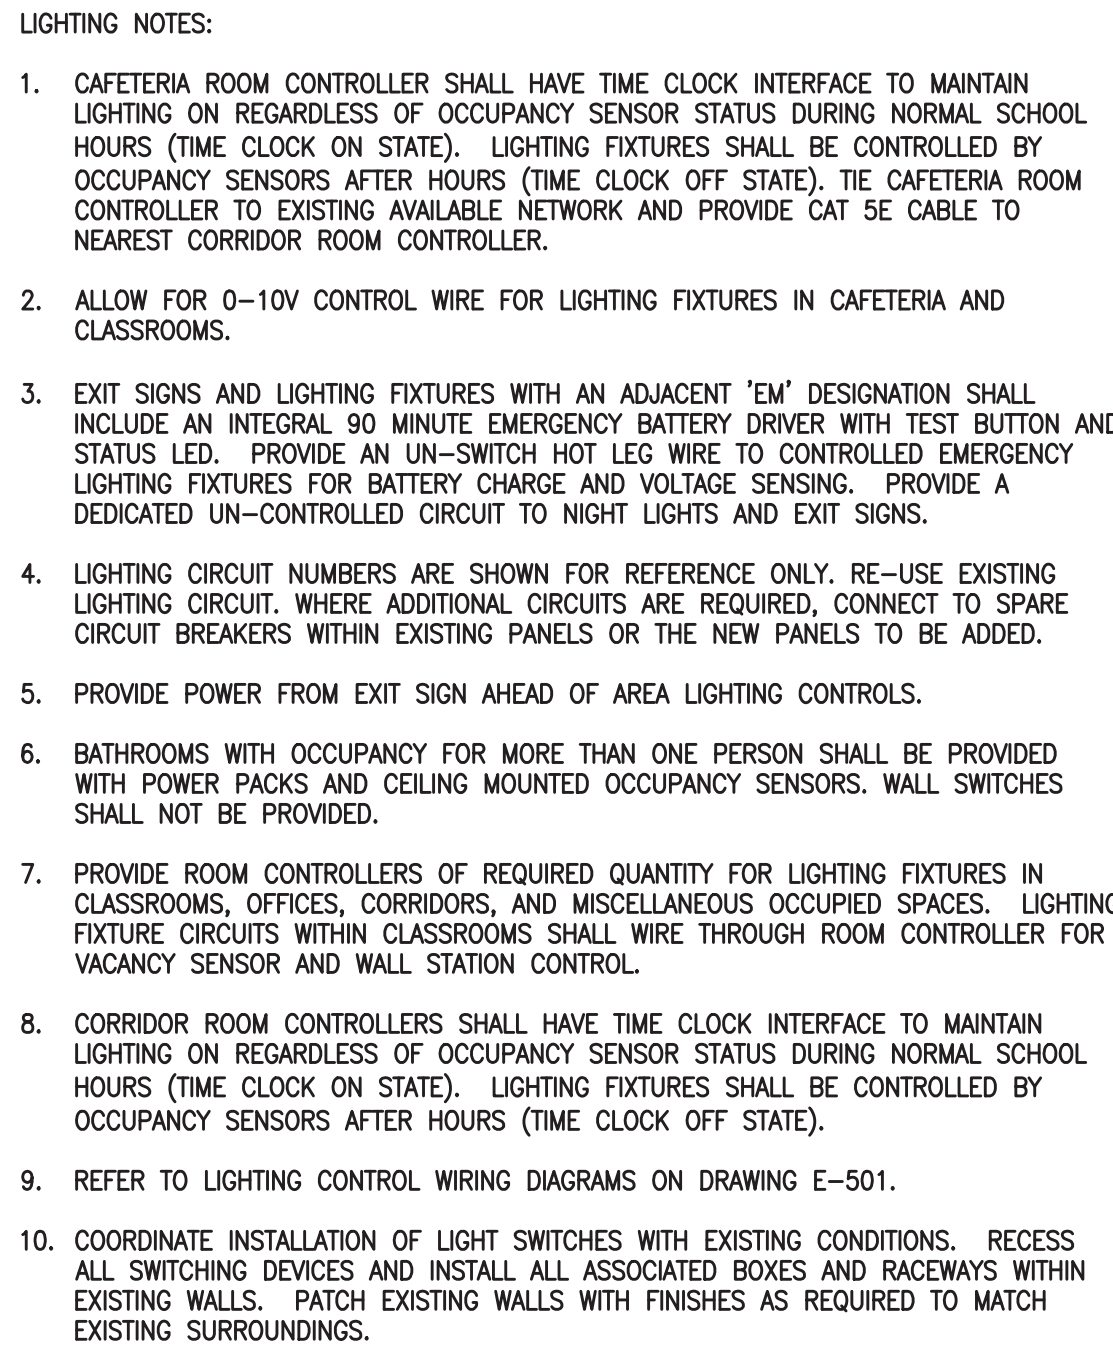 LIGHTING NOTES:
1. CAFETERIA ROOM CONTROLLER SHALL HAVE TIME CLOCK INTERFACE TO MAINTAIN
LIGHTING ON REGARDLESS OF OCCUPANCY SENSOR STATUS DURING NORMAL SCHOOL
HOURS (TIME CLOCK ON STATE). LIGHTING FIXTURES SHALL BE CONTROLLED BY
OCCUPANCY SENSORS AFTER HOURS (TIME CLOCK OFF STATE). TIE CAFETERIA ROOM
CONTROLLER TO EXISTING AVAILABLE NETWORK AND PROVIDE CAT 5E CABLE TO
NEAREST CORRIDOR ROOM CONTROLLER.
2. ALLOW FOR 0-10V CONTROL WIRE FOR LIGHTING FIXTURES IN CAFETERIA AND
CLASSROOMS.
3. EXIT SIGNS AND LIGHTING FIXTURES WITH AN ADJACENT 'EM' DESIGNATION SHALL
INCLUDE AN INTEGRAL 90 MINUTE EMERGENCY BATTERY DRIVER WITH TEST BUTTON AND
STATUS LED. PROVIDE AN UN-SWITCH HOT LEG WIRE TO CONTROLLED EMERGENCY
LIGHTING FIXTURES FOR BATTERY CHARGE AND VOLTAGE SENSING. PROVIDE A
DEDICATED UN-CONTROLLED CIRCUIT TO NIGHT LIGHTS AND EXIT SIGNS.
4. LIGHTING CIRCUIT NUMBERS ARE SHOWN FOR REFERENCE ONLY. RE-USE EXISTING
LIGHTING CIRCUIT. WHERE ADDITIONAL CIRCUITS ARE REQUIRED, CONNECT TO SPARE
CIRCUIT BREAKERS WITHIN EXISTING PANELS OR THE NEW PANELS TO BE ADDED.
5. PROVIDE POWER FROM EXIT SIGN AHEAD OF AREA LIGHTING CONTROLS.
6. BATHROOMS WITH OCCUPANCY FOR MORE THAN ONE PERSON SHALL BE PROVIDED
WITH POWER PACKS AND CEILING MOUNTED OCCUPANCY SENSORS. WALL SWITCHES
SHALL NOT BE PROVIDED.
7. PROVIDE ROOM CONTROLLERS OF REQUIRED QUANTITY FOR LIGHTING FIXTURES IN
CLASSROOMS, OFFICES, CORRIDORS, AND MISCELLANEOUS OCCUPIED SPACES. LIGHTING
FIXTURE CIRCUITS WITHIN CLASSROOMS SHALL WIRE THROUGH ROOM CONTROLLER FOR
VACANCY SENSOR AND WALL STATION CONTROL.
8. CORRIDOR ROOM CONTROLLERS SHALL HAVE TIME CLOCK INTERFACE TO MAINTAIN
LIGHTING ON REGARDLESS OF OCCUPANCY SENSOR STATUS DURING NORMAL SCHOOL
HOURS (TIME CLOCK ON STATE). LIGHTING FIXTURES SHALL BE CONTROLLED BY
OCCUPANCY SENSORS AFTER HOURS (TIME CLOCK OFF STATE).
9. REFER TO LIGHTING CONTROL WIRING DIAGRAMS ON DRAWING E-501.
10. COORDINATE INSTALLATION OF LIGHT SWITCHES WITH EXISTING CONDITIONS. RECESS
ALL SWITCHING DEVICES AND INSTALL ALL ASSOCIATED BOXES AND RACEWAYS WITHIN
EXISTING WALLS. PATCH EXISTING WALLS WITH FINISHES AS REQUIRED TO MATCH
EXISTING SURROUNDINGS.